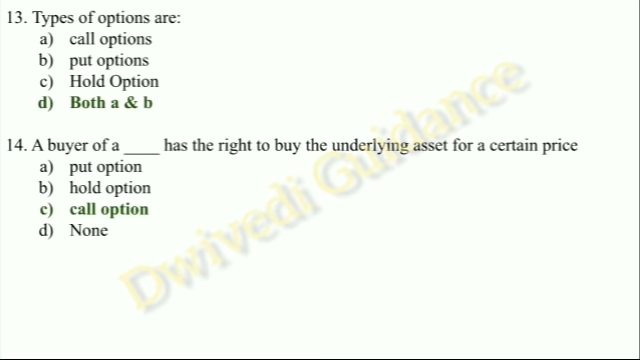 13. Types of options are:
a) call options
b) put options
c) Hold Option
d) Both a & b
14. A buyer of a ____ has the right to buy the underlying asset for a certain price
a) put option
b) hold option
c) call option
d) None
Dwivedi Guidance